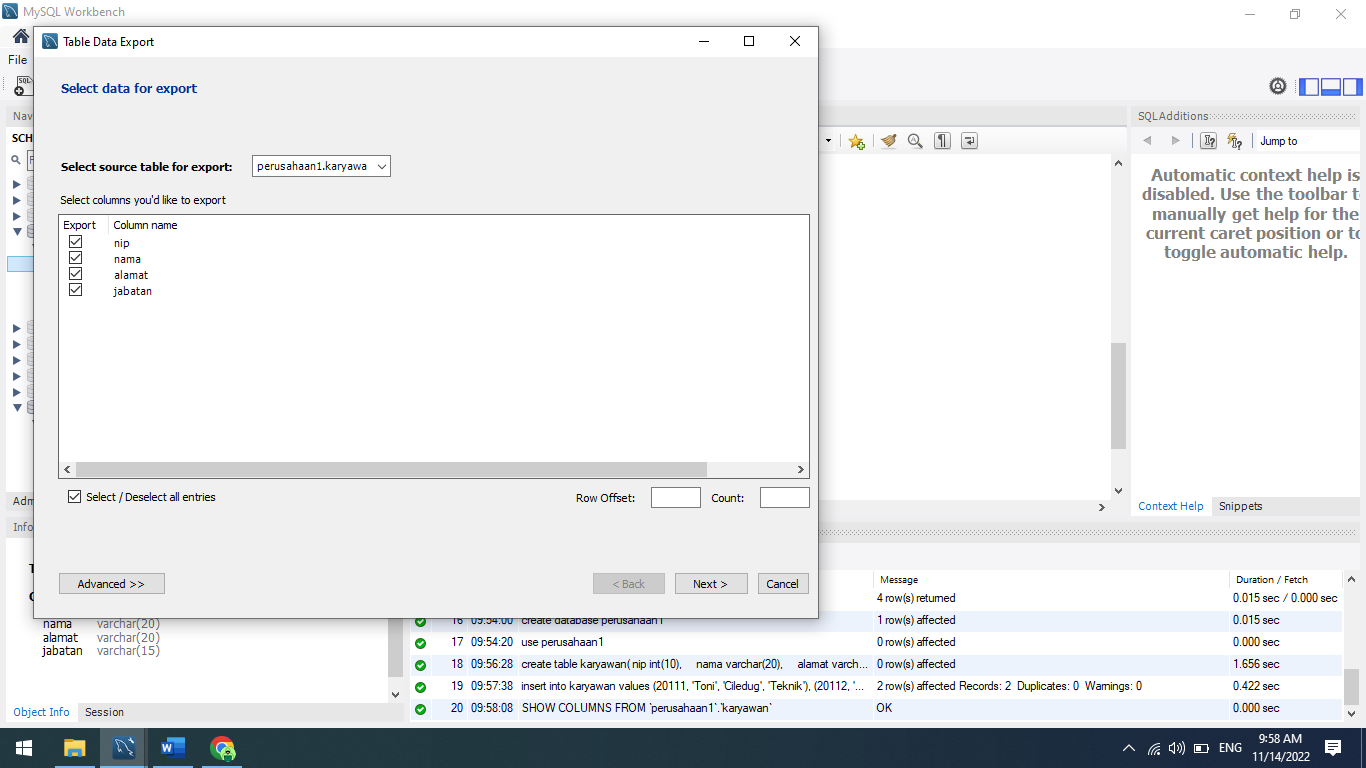 MySQL Workbench
Table Data Export
File
Select data for export
Nav
SCH
Select source table for export:
perusahaan1.karyawa
Select columns you'd like to export
Export Column name
nip
nama
alamat
jabatan
Select / Deselect all entries
Row Offset:
Count:
Advanced >>
< Back
Next >
Cancel
SQLAdditions
Jump to
Automatic context help is
disabled. Use the toolbar t
manually get help for the
current caret position or to
toggle automatic help.
Adm
Context Help
Snippets
Info
nama varchar(20)
alamat varchar(20)
jabatan varchar(15)
Object Info
Session
Message Duration / Fetch
4 row(s) returned 0.015 sec / 0.000 sec
16 09:54:00 create database perusahaan1 1 row(s) affected 0.015 sec
17 09:54:20 use perusahaan1 0 row(s) affected 0.000 sec
18 09:56:28 create table karyawan( nip int(10), nama varchar(20), alamat varch... 0 row(s) affected 1.656 sec
19 09:57:38 insert into karyawan values (20111, 'Toni', 'Ciledug', 'Teknik'), (20112, '... 2 row(s) affected Records: 2 Duplicates: 0 Warnings: 0 0.422 sec
20 09:58:08 SHOW COLUMNS FROM `perusahaan1`.`karyawan` OK 0.000 sec
ENG
9:58 AM
11/14/2022